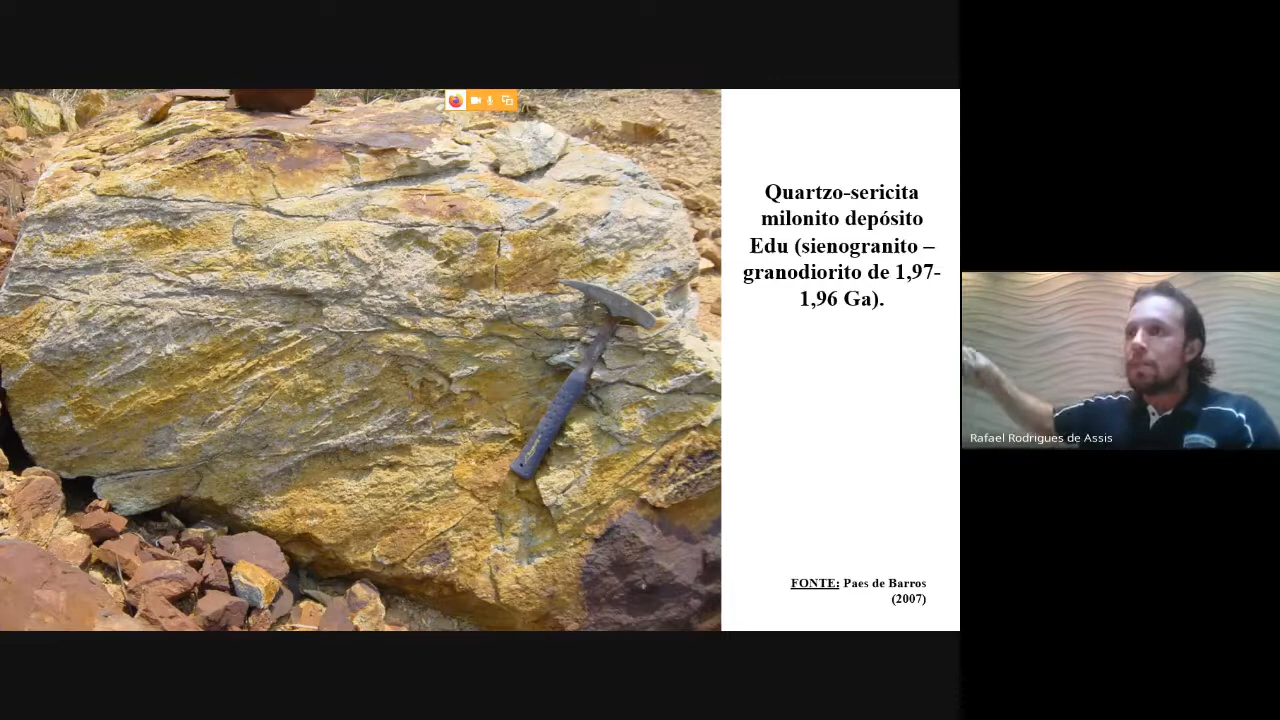 Quartzo-sericita
milonito depósito
Edu (sienogranito –
granodiorito de 1,97-
1,96 Ga).
FONTE: Paes de Barros
(2007)
Rafael Rodrigues de Assis